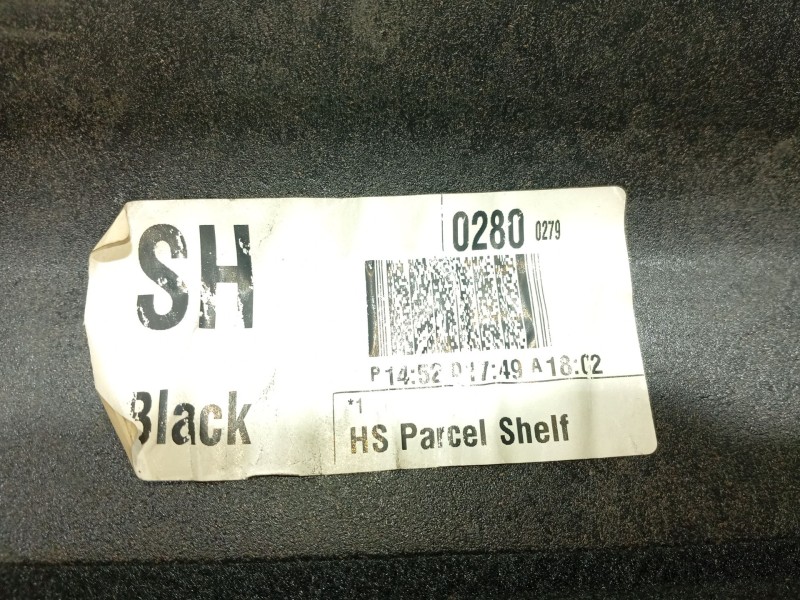 SH
0280 0279
P 14:52 D 17:49 A 18:02
Black
*1
HS Parcel Shelf